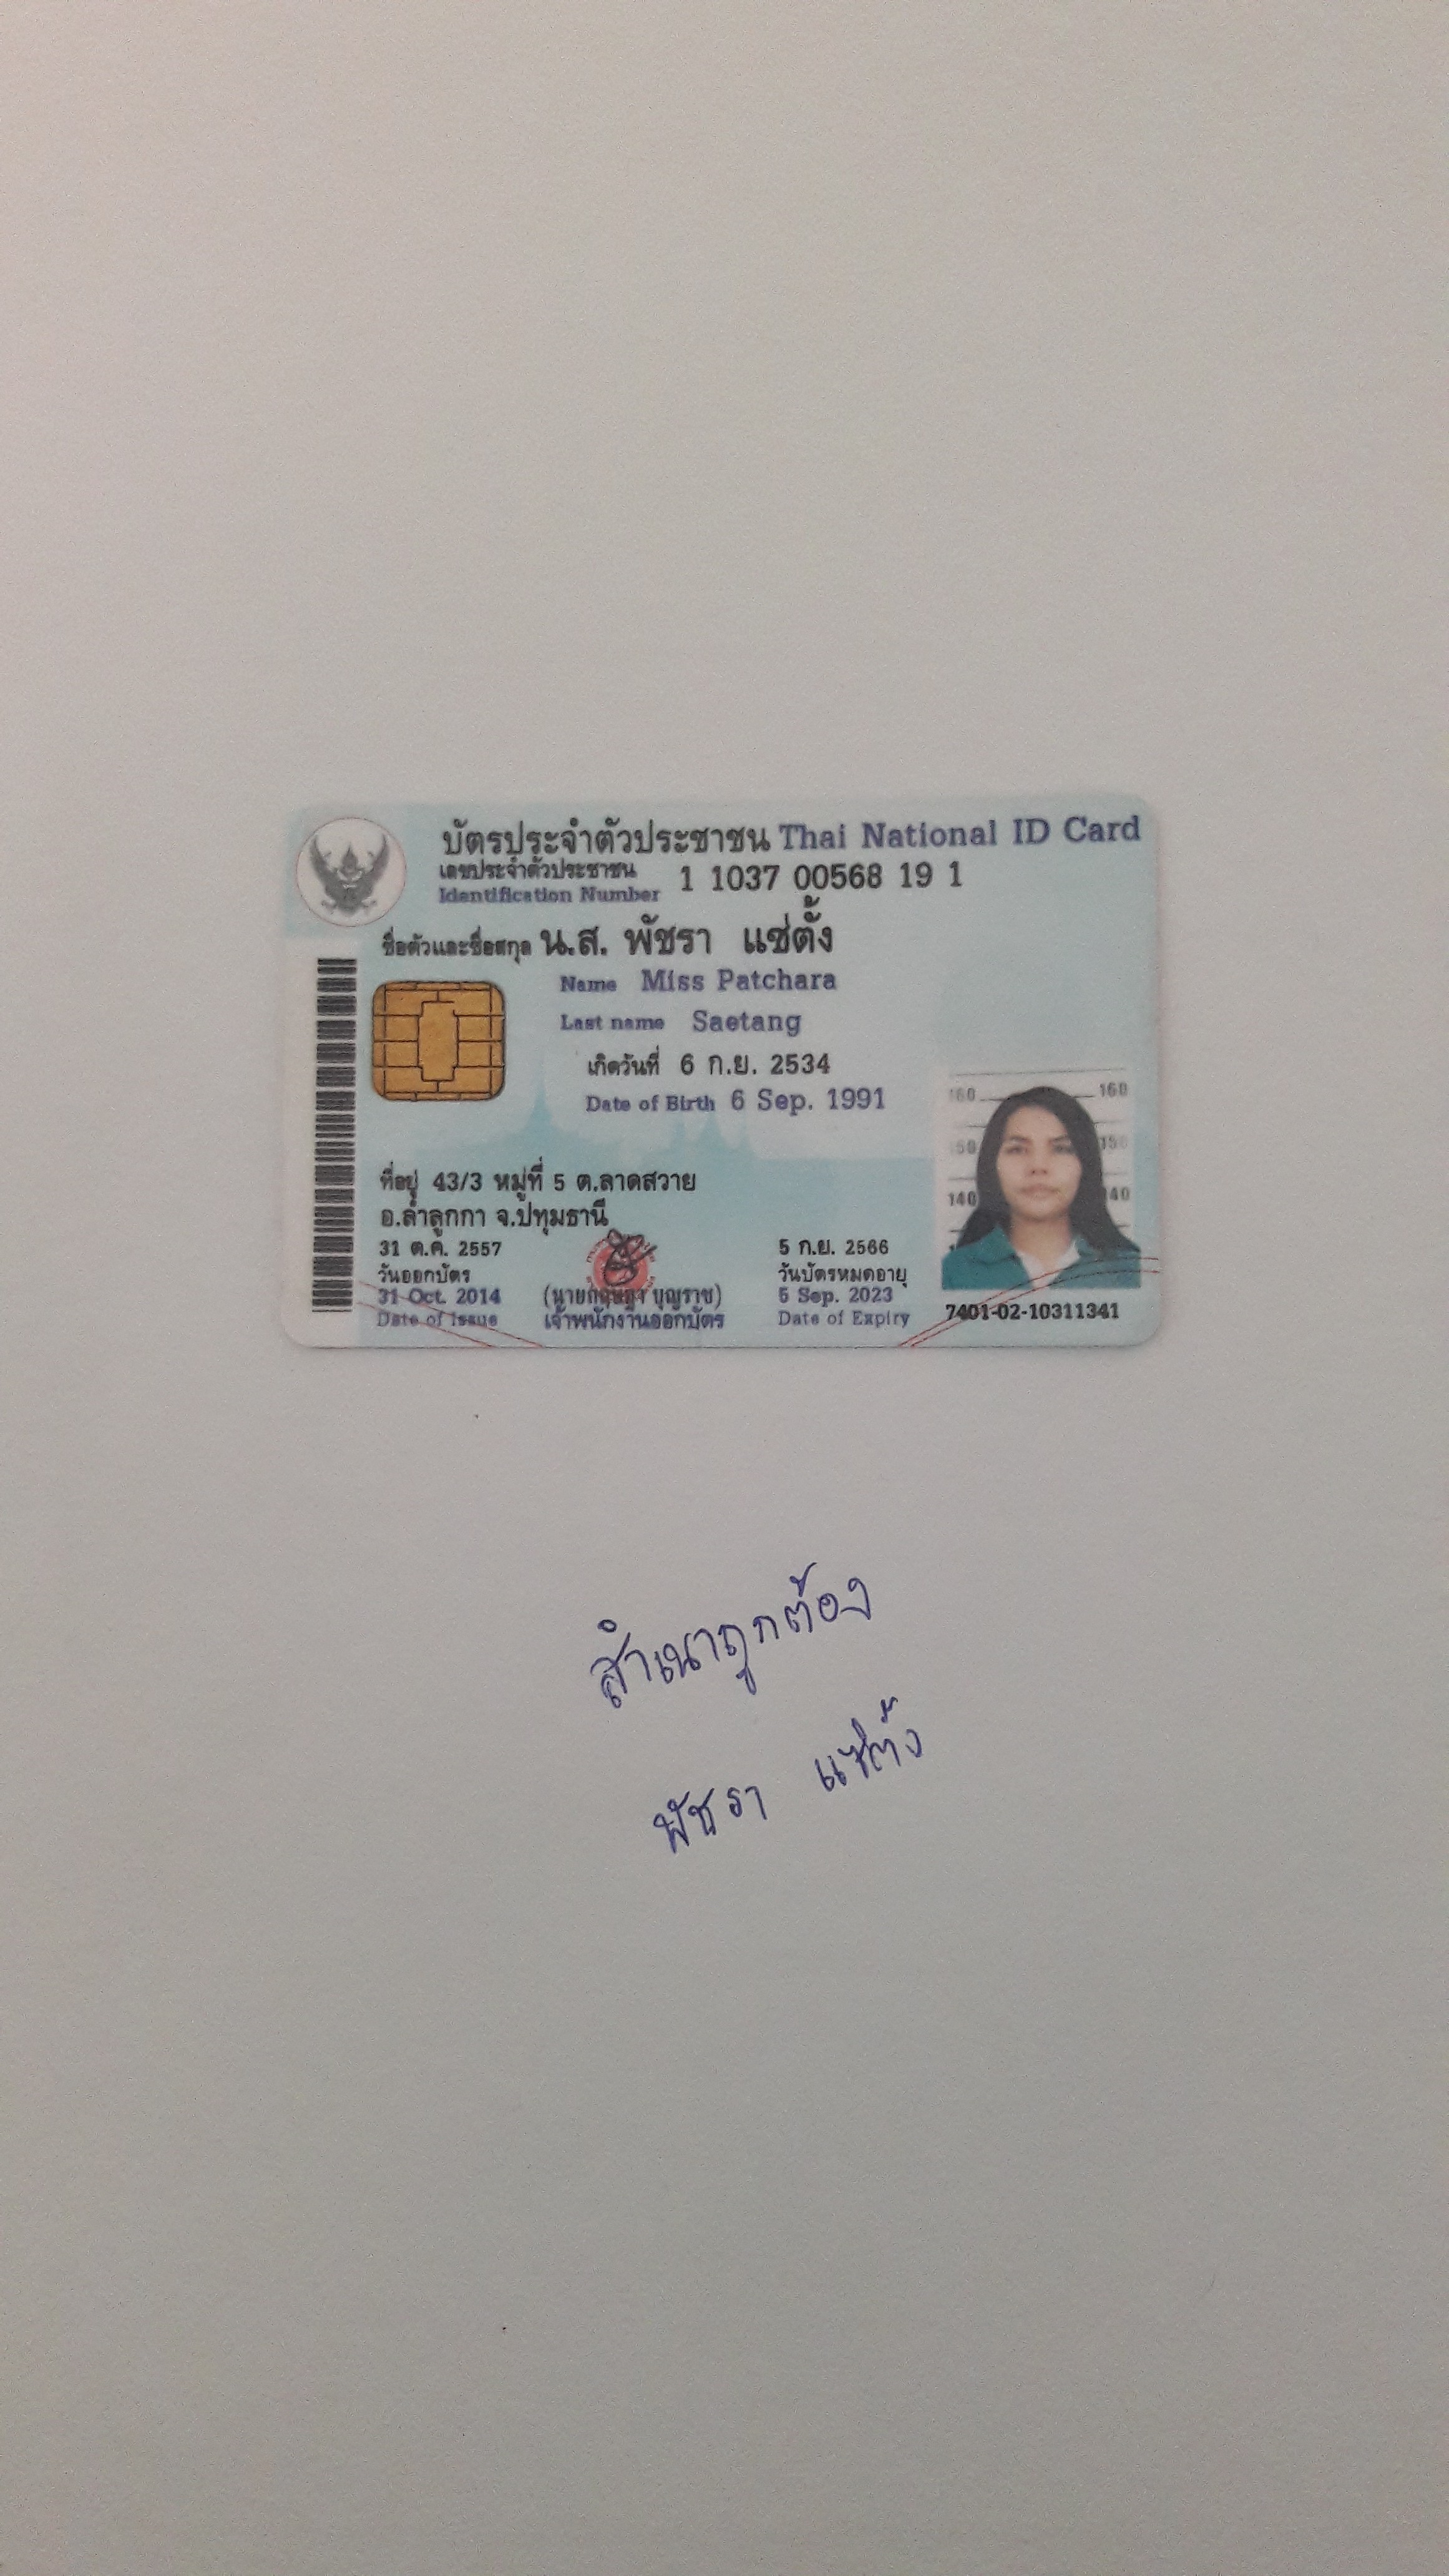 บัตรประจำตัวประชาชน Thai National ID Card
เลขประจำตัวประชาชน
Identification Number 1 1037 00568 19 1
ชื่อตัวและชื่อสกุล น.ส. พัชรา แซ่ตั้ง
Name Miss Patchara
Last name Saetang
เกิดวันที่ 6 ก.ย. 2534
Date of Birth 6 Sep. 1991
160 160
150 150
140 140
ที่อยู่ 43/3 หมู่ที่ 5 ต.ลาดสวาย
อ.ลำลูกกา จ.ปทุมธานี
31 ต.ค. 2557
วันออกบัตร
31 Oct. 2014
Date of Issue
(นายกฤษฎา บุญราช)
เจ้าพนักงานออกบัตร
5 ก.ย. 2566
วันบัตรหมดอายุ
5 Sep. 2023
Date of Expiry
7401-02-10311341
สำเนาถูกต้อง
พัชรา แซ่ตั้ง